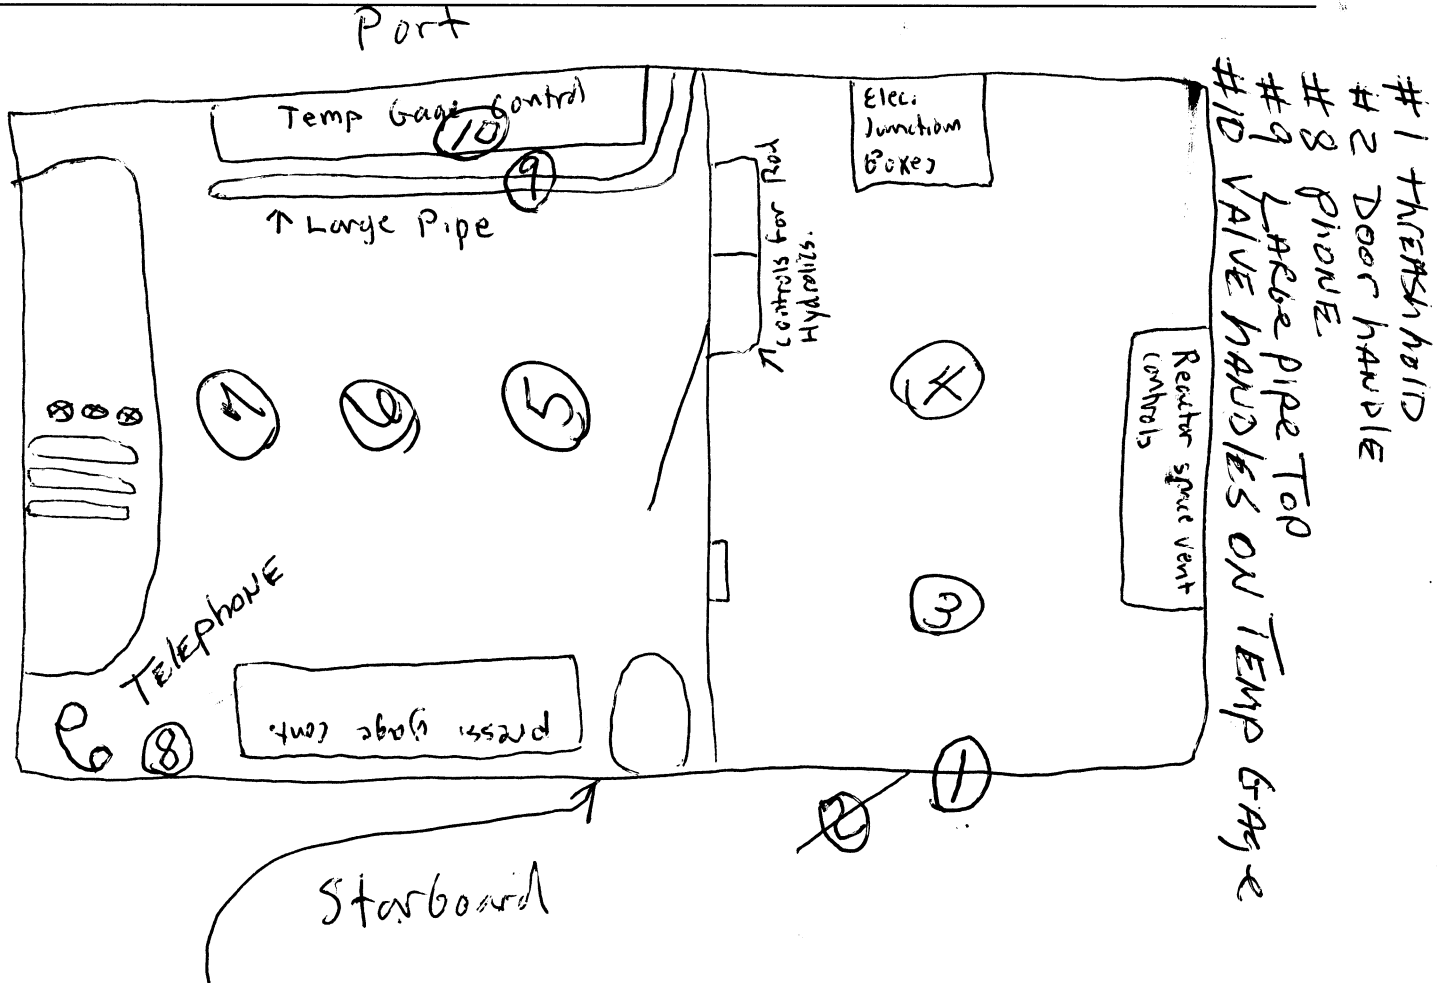 Port
Temp Gage Control
10
9
↑ Large Pipe
Elec.
Junction
Boxes
↑ controls for Rod
Hydrolics.
Reactor space vent
controls
7
6
5
4
3
TELEPHONE
8
press. gage cont.
1
2
Starboard
#1 ThrEAShholD
#2 Door hANDlE
#8 PhONE
#9 LARge PipE Top
#10 VAlVE hANDlES ON TEMP GAge